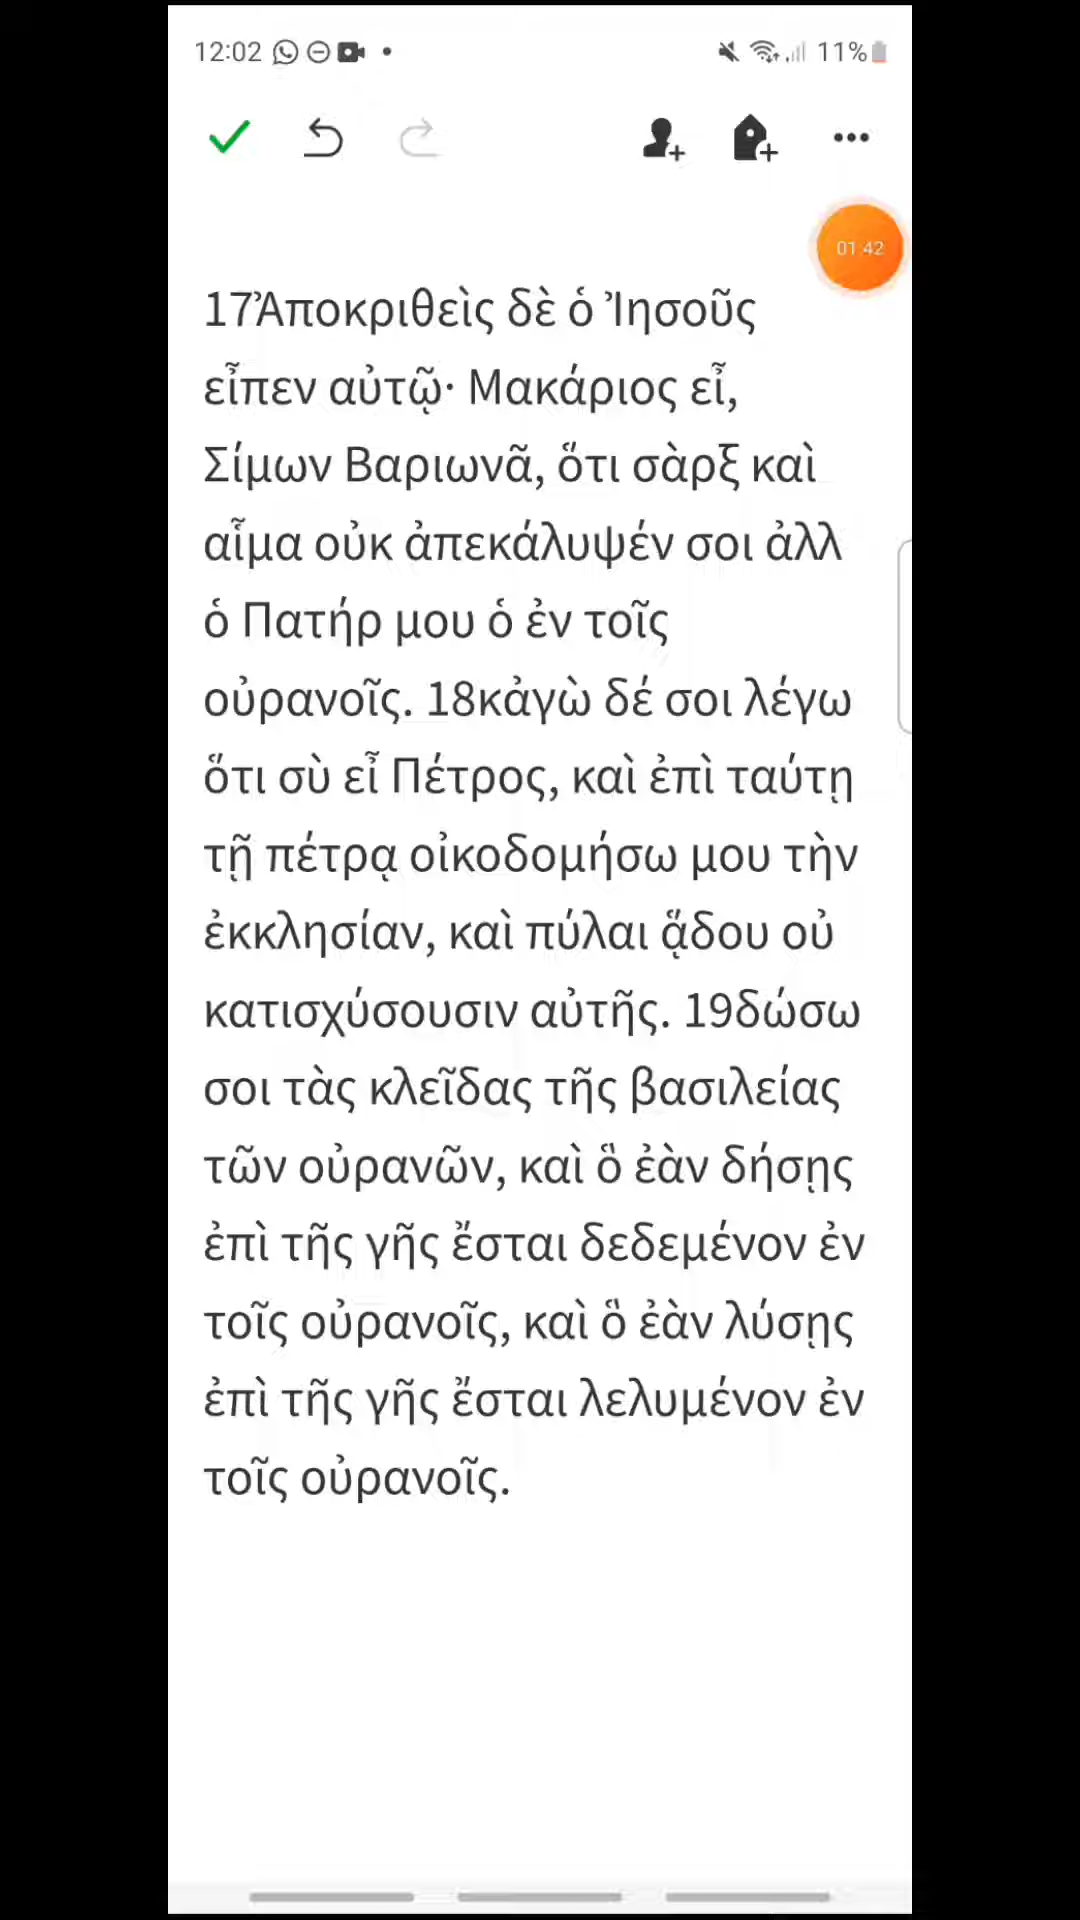 12:02
11%
01:42
17Ἀποκριθεὶς δὲ ὁ Ἰησοῦς
εἶπεν αὐτῷ· Μακάριος εἶ,
Σίμων Βαριωνᾶ, ὅτι σὰρξ καὶ
αἷμα οὐκ ἀπεκάλυψέν σοι ἀλλ
ὁ Πατήρ μου ὁ ἐν τοῖς
οὐρανοῖς. 18κἀγὼ δέ σοι λέγω
ὅτι σὺ εἶ Πέτρος, καὶ ἐπὶ ταύτῃ
τῇ πέτρᾳ οἰκοδομήσω μου τὴν
ἐκκλησίαν, καὶ πύλαι ᾅδου οὐ
κατισχύσουσιν αὐτῆς. 19δώσω
σοι τὰς κλεῖδας τῆς βασιλείας
τῶν οὐρανῶν, καὶ ὃ ἐὰν δήσῃς
ἐπὶ τῆς γῆς ἔσται δεδεμένον ἐν
τοῖς οὐρανοῖς, καὶ ὃ ἐὰν λύσῃς
ἐπὶ τῆς γῆς ἔσται λελυμένον ἐν
τοῖς οὐρανοῖς.